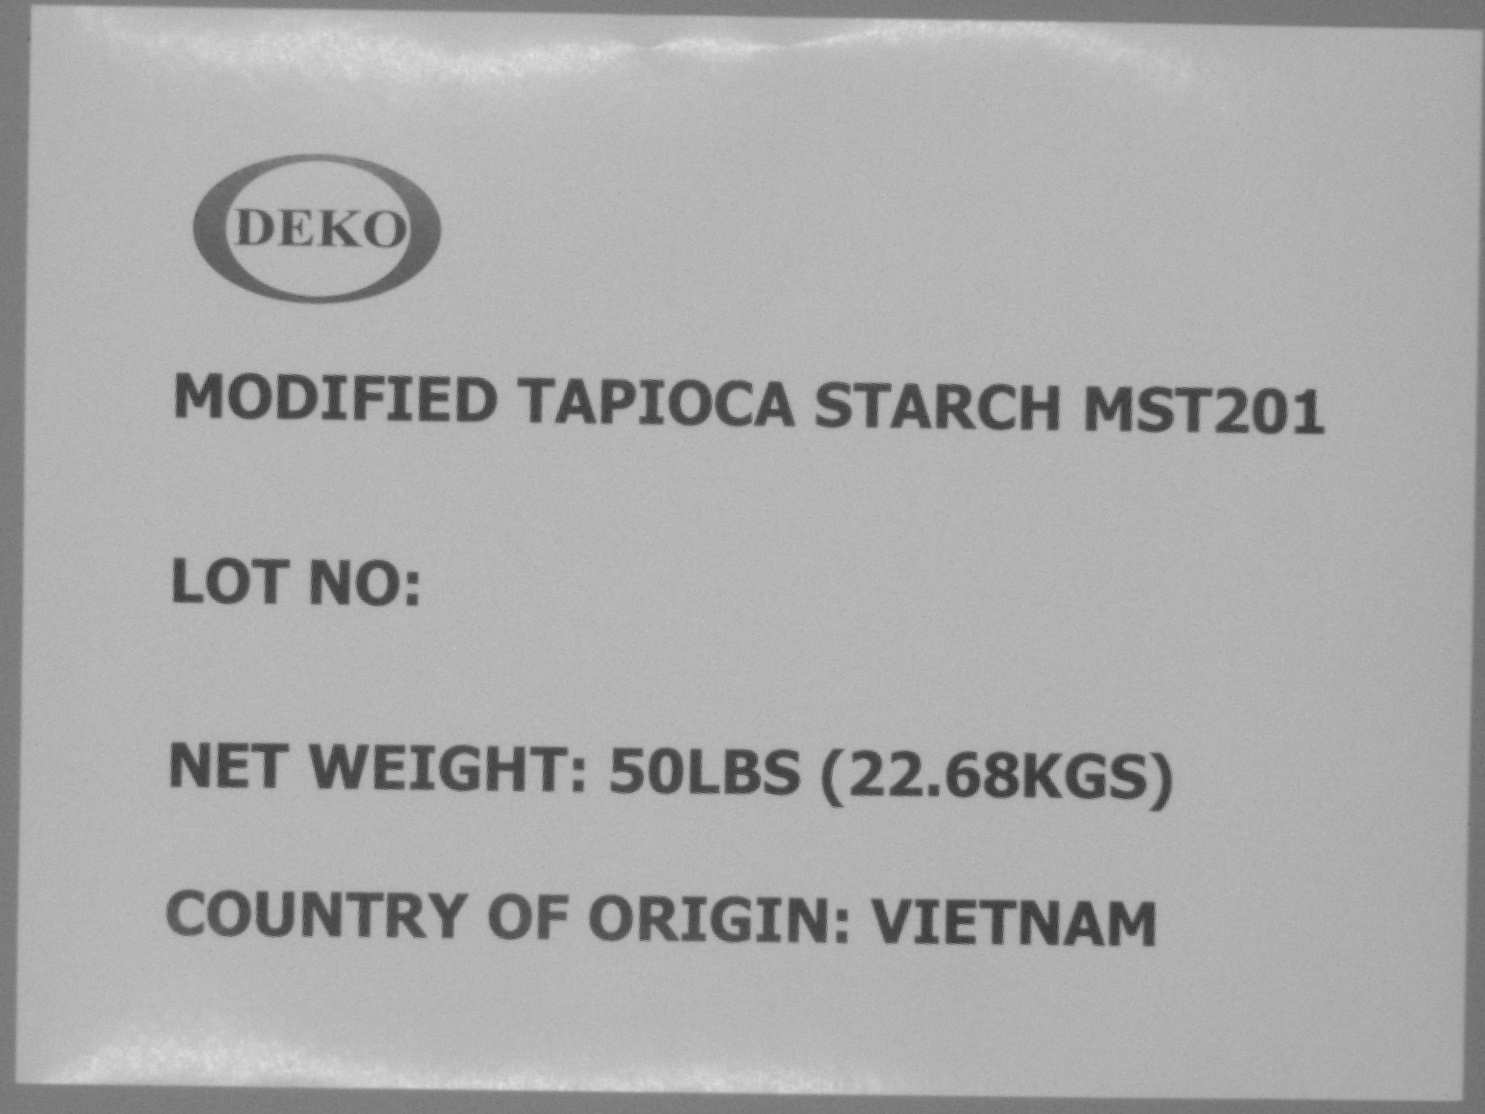 DEKO
MODIFIED TAPIOCA STARCH MST201
LOT NO:
NET WEIGHT: 50LBS (22.68KGS)
COUNTRY OF ORIGIN: VIETNAM